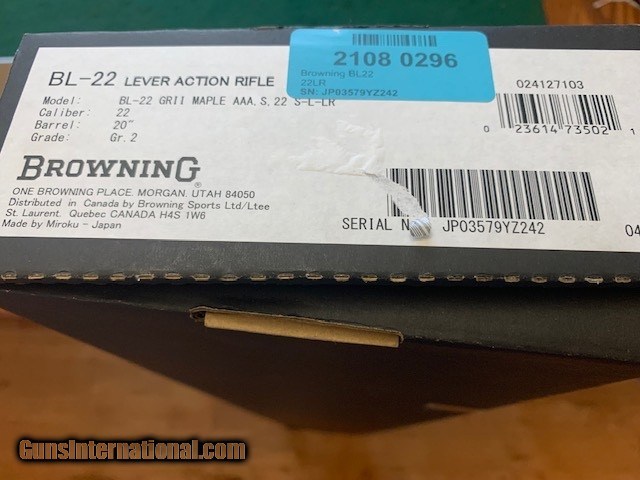 BL-22 LEVER ACTION RIFLE
Model: BL-22 GRII MAPLE AAA,S,22 S-L-LR
Caliber: 22
Barrel: 20"
Grade: Gr.2
BROWNING®
ONE BROWNING PLACE, MORGAN, UTAH 84050
Distributed in Canada by Browning Sports Ltd/Ltee
St. Laurent, Quebec CANADA H4S 1W6
Made by Miroku - Japan
2108 0296
Browning BL22
22LR
SN: JP03579YZ242
024127103
0 23614 73502 1
SERIAL N JP03579YZ242
04
GunsInternational.com